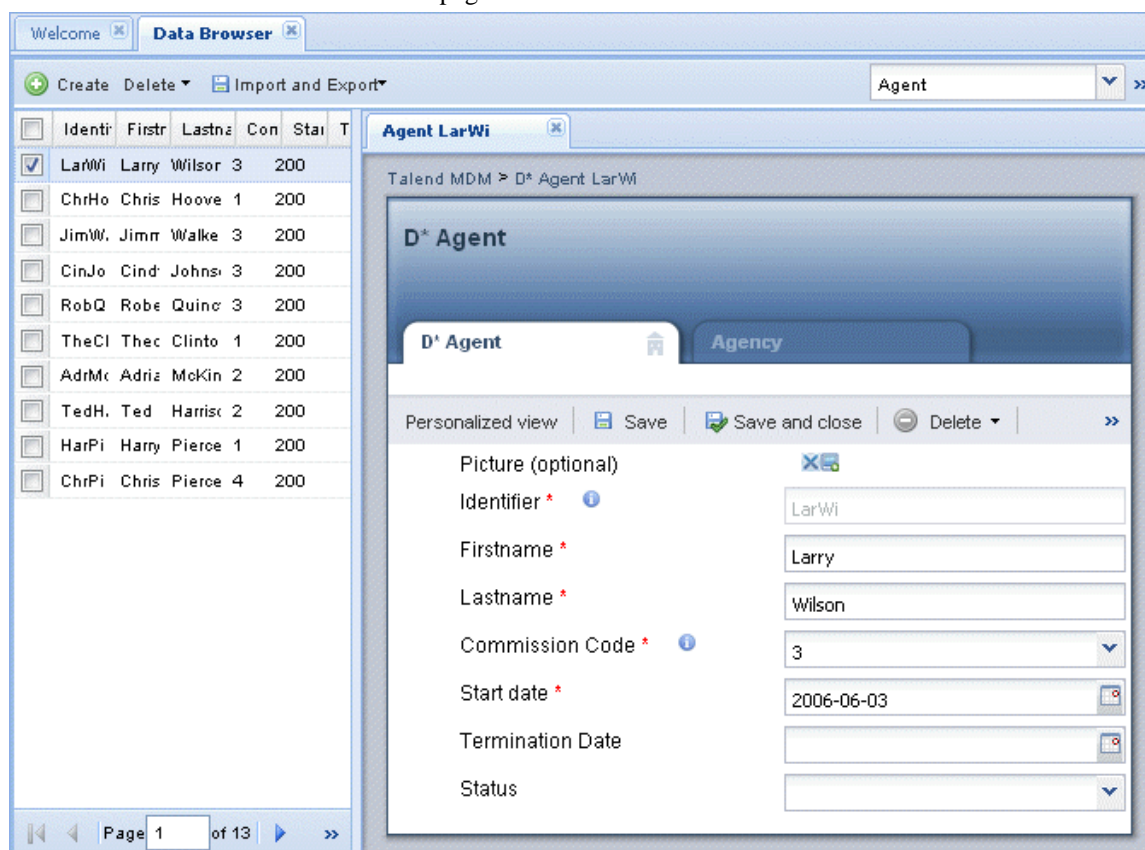 Welcome Data Browser
Create Delete Import and Export Agent »
Identi Firstr Lastna Con Star T
LarWi Larry Wilsor 3 200
ChrHo Chris Hoove 1 200
JimW. Jimm Walke 3 200
CinJo Cind Johns 3 200
RobQ Robe Quinc 3 200
TheCl Thec Clinto 1 200
AdrMc Adria McKin 2 200
TedH. Ted Harris 2 200
HarPi Harry Pierce 1 200
ChrPi Chris Pierce 4 200
Page 1 of 13 »
Agent LarWi
Talend MDM > D* Agent LarWi
D* Agent
D* Agent Agency
Personalized view Save Save and close Delete »
Picture (optional)
Identifier * LarWi
Firstname * Larry
Lastname * Wilson
Commission Code * 3
Start date * 2006-06-03
Termination Date
Status